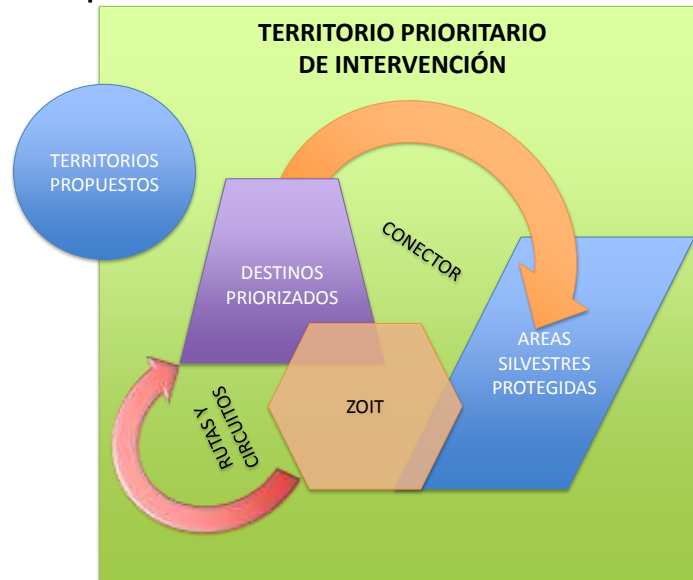 TERRITORIO PRIORITARIO
DE INTERVENCIÓN
TERRITORIOS
PROPUESTOS
CONECTOR
DESTINOS
PRIORIZADOS
AREAS
SILVESTRES
PROTEGIDAS
ZOIT
RUTAS Y
CIRCUITOS